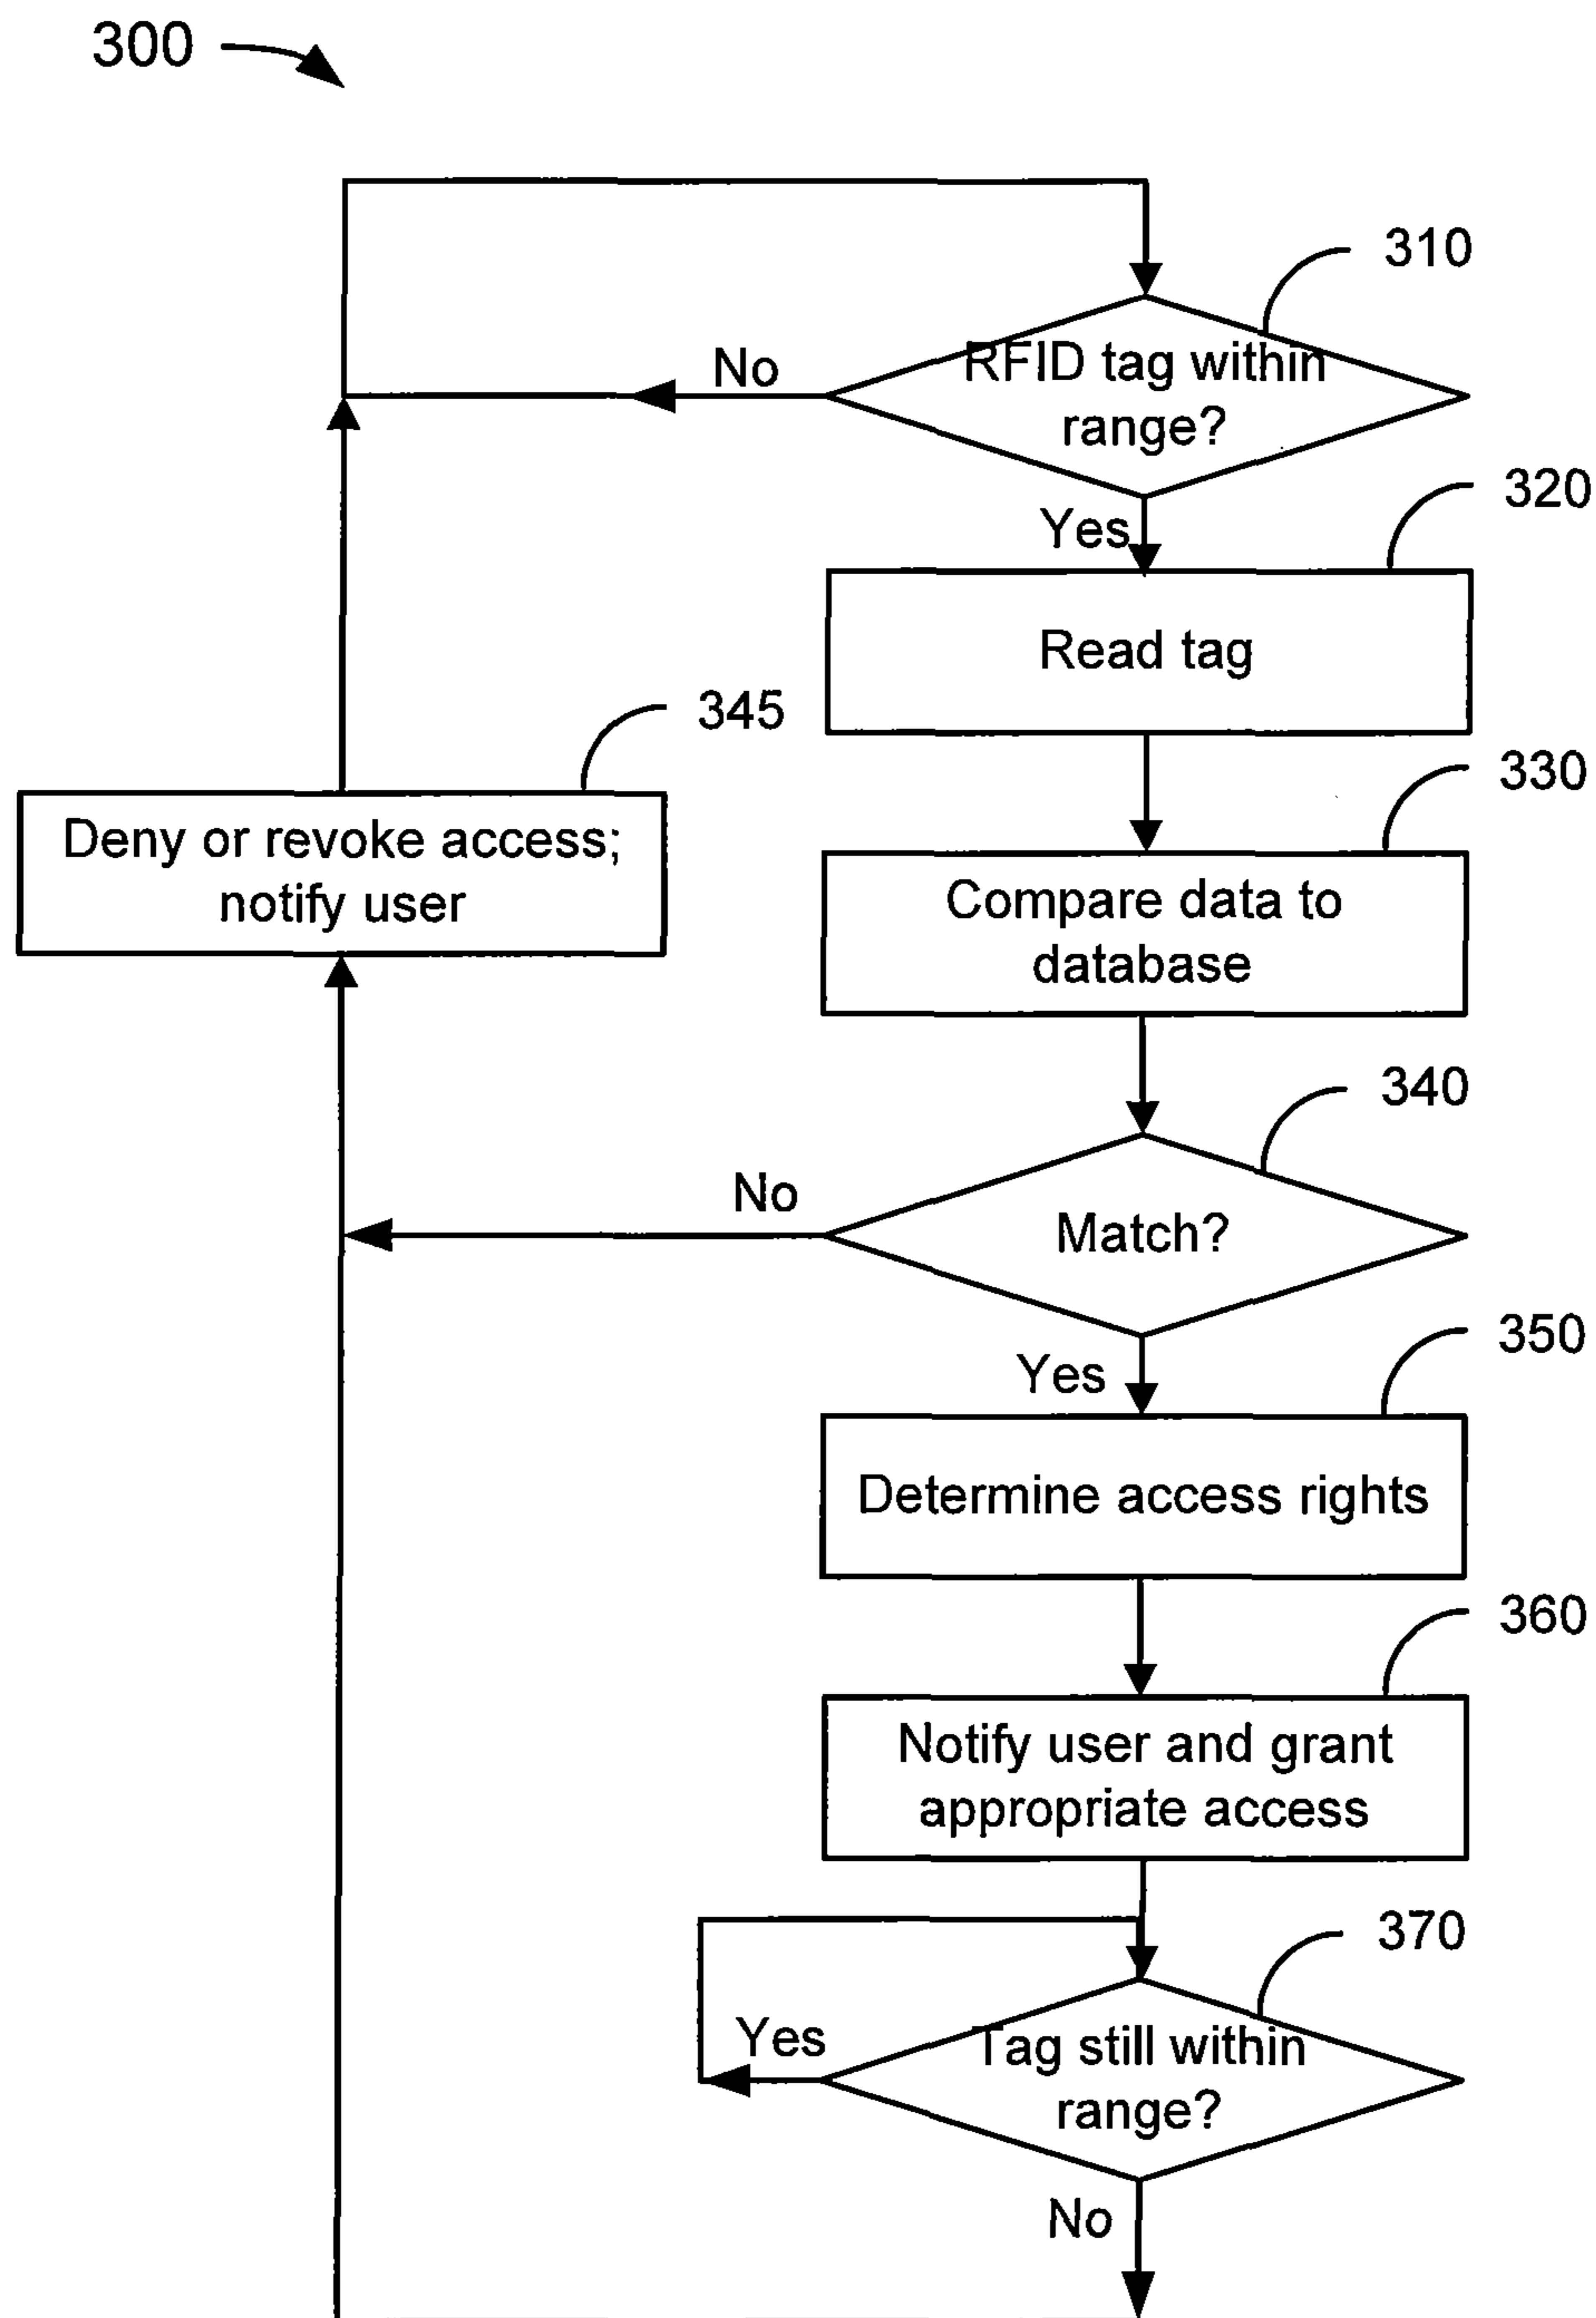 300
310
RFID tag within
range?
No
Yes
320
Read tag
345
Deny or revoke access;
notify user
330
Compare data to
database
340
Match?
No
Yes
350
Determine access rights
360
Notify user and grant
appropriate access
370
Tag still within
range?
Yes
No